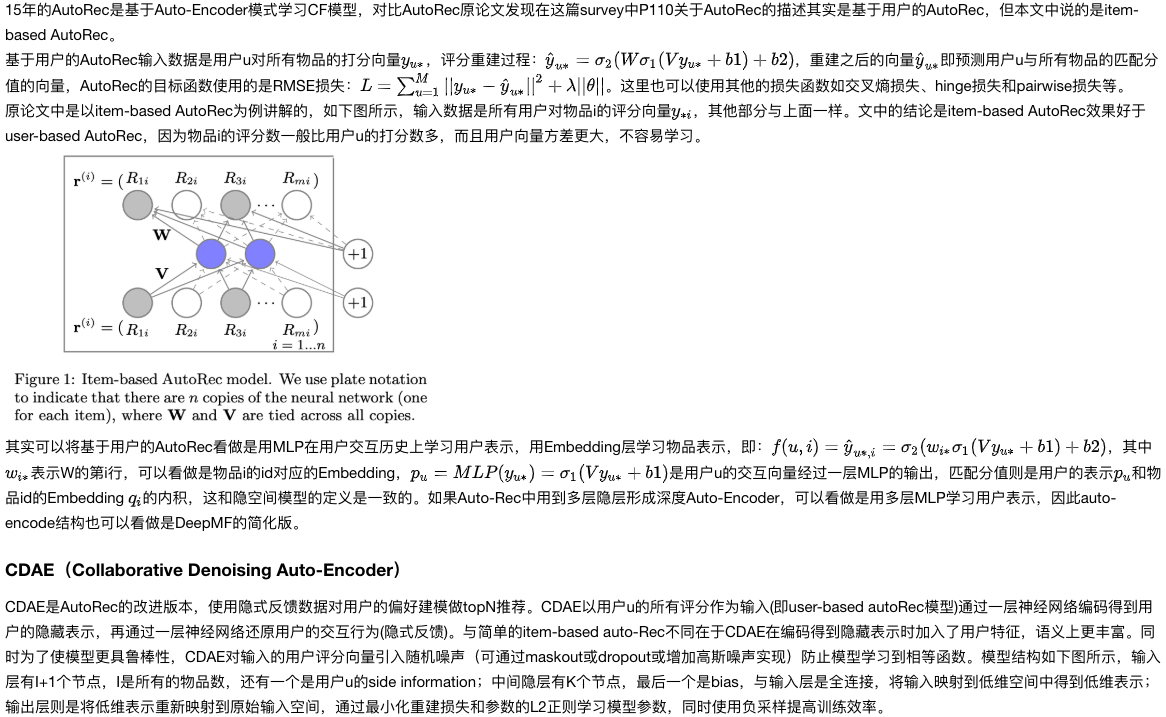 15年的AutoRec是基于Auto-Encoder模式学习CF模型，对比AutoRec原论文发现在这篇survey中P110关于AutoRec的描述其实是基于用户的AutoRec，但本文中说的是item-
based AutoRec。
基于用户的AutoRec输入数据是用户u对所有物品的打分向量y_{u*}，评分重建过程：ŷ_{u*} = σ_2(Wσ_1(Vy_{u*} + b1) + b2)，重建之后的向量ŷ_{u*}即预测用户u与所有物品的匹配分
值的向量，AutoRec的目标函数使用的是RMSE损失：L = ∑_{u=1}^{M} ||y_{u*} − ŷ_{u*}||^2 + λ||θ||。这里也可以使用其他的损失函数如交叉熵损失、hinge损失和pairwise损失等。
原论文中是以item-based AutoRec为例讲解的，如下图所示，输入数据是所有用户对物品i的评分向量y_{*i}，其他部分与上面一样。文中的结论是item-based AutoRec效果好于
user-based AutoRec，因为物品i的评分数一般比用户u的打分数多，而且用户向量方差更大，不容易学习。
r^{(i)} = ( R_{1i} R_{2i} R_{3i} R_{mi} )
···
W
+1
V
···
+1
r^{(i)} = ( R_{1i} R_{2i} R_{3i} R_{mi} )
i = 1...n
Figure 1: Item-based AutoRec model. We use plate notation
to indicate that there are n copies of the neural network (one
for each item), where W and V are tied across all copies.
其实可以将基于用户的AutoRec看做是用MLP在用户交互历史上学习用户表示，用Embedding层学习物品表示，即：f(u, i) = ŷ_{u*,i} = σ_2(w_{i*}σ_1(Vy_{u*} + b1) + b2)，其中
w_{i*}表示W的第i行，可以看做是物品i的id对应的Embedding，p_u = MLP(y_{u*}) = σ_1(Vy_{u*} + b1)是用户u的交互向量经过一层MLP的输出，匹配分值则是用户的表示p_u和物
品id的Embedding q_i的内积，这和隐空间模型的定义是一致的。如果Auto-Rec中用到多层隐层形成深度Auto-Encoder，可以看做是用多层MLP学习用户表示，因此auto-
encode结构也可以看做是DeepMF的简化版。
CDAE（Collaborative Denoising Auto-Encoder）
CDAE是AutoRec的改进版本，使用隐式反馈数据对用户的偏好建模做topN推荐。CDAE以用户u的所有评分作为输入(即user-based autoRec模型)通过一层神经网络编码得到用
户的隐藏表示，再通过一层神经网络还原用户的交互行为(隐式反馈)。与简单的item-based auto-Rec不同在于CDAE在编码得到隐藏表示时加入了用户特征，语义上更丰富。同
时为了使模型更具鲁棒性，CDAE对输入的用户评分向量引入随机噪声（可通过maskout或dropout或增加高斯噪声实现）防止模型学习到相等函数。模型结构如下图所示，输入
层有I+1个节点，I是所有的物品数，还有一个是用户u的side information；中间隐层有K个节点，最后一个是bias，与输入层是全连接，将输入映射到低维空间中得到低维表示；
输出层则是将低维表示重新映射到原始输入空间，通过最小化重建损失和参数的L2正则学习模型参数，同时使用负采样提高训练效率。